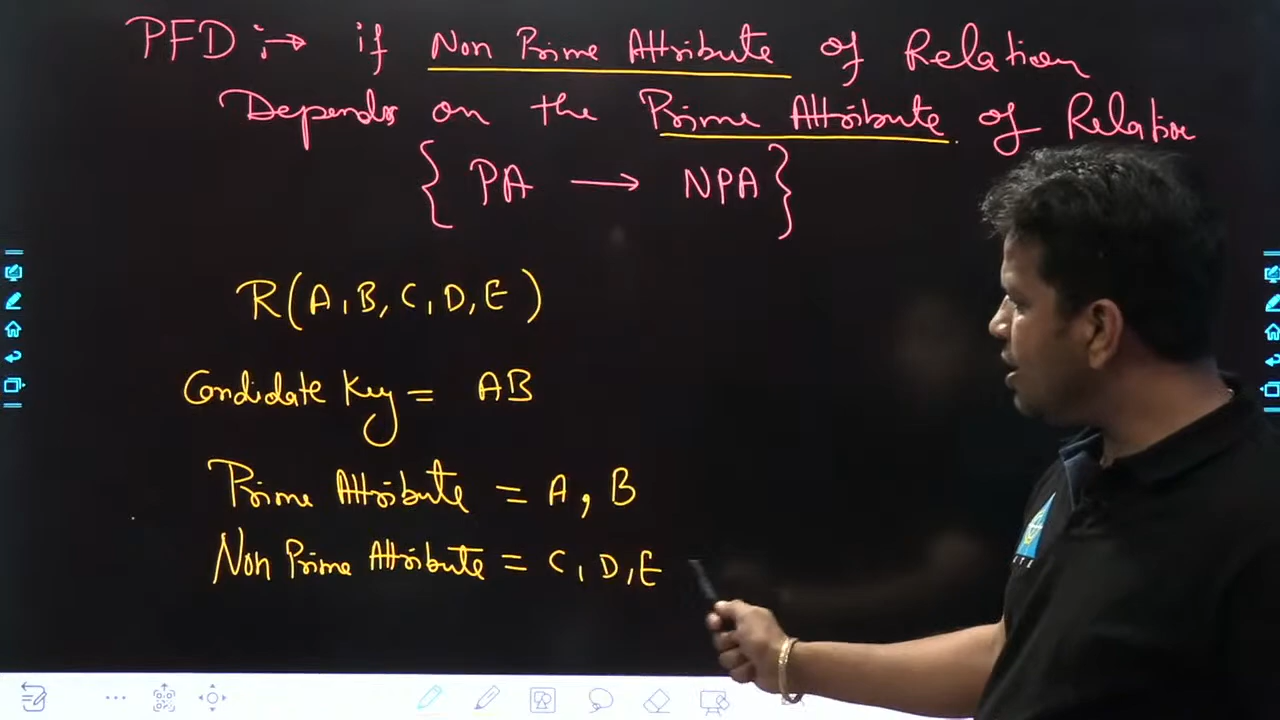 PFD :→ if Non Prime Attribute of Relation
Depends on the Prime Attribute of Relation
{ PA → NPA }
R(A, B, C, D, E)
Candidate Key = AB
Prime Attribute = A, B
Non Prime Attribute = C, D, E